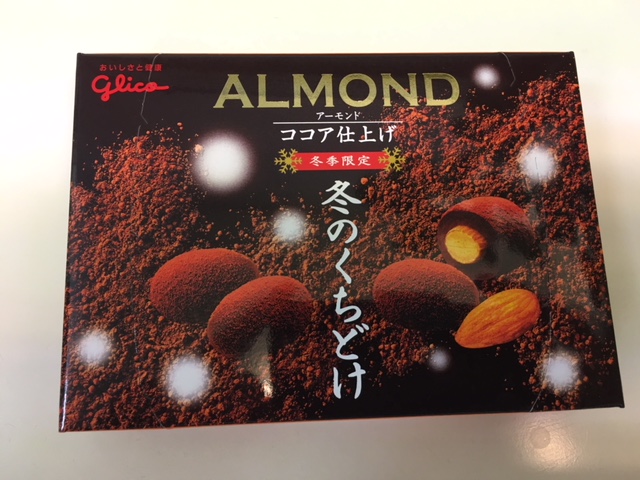 おいしさと健康
glico
ALMOND
アーモンド
ココア仕上げ
冬季限定
冬のくちどけ